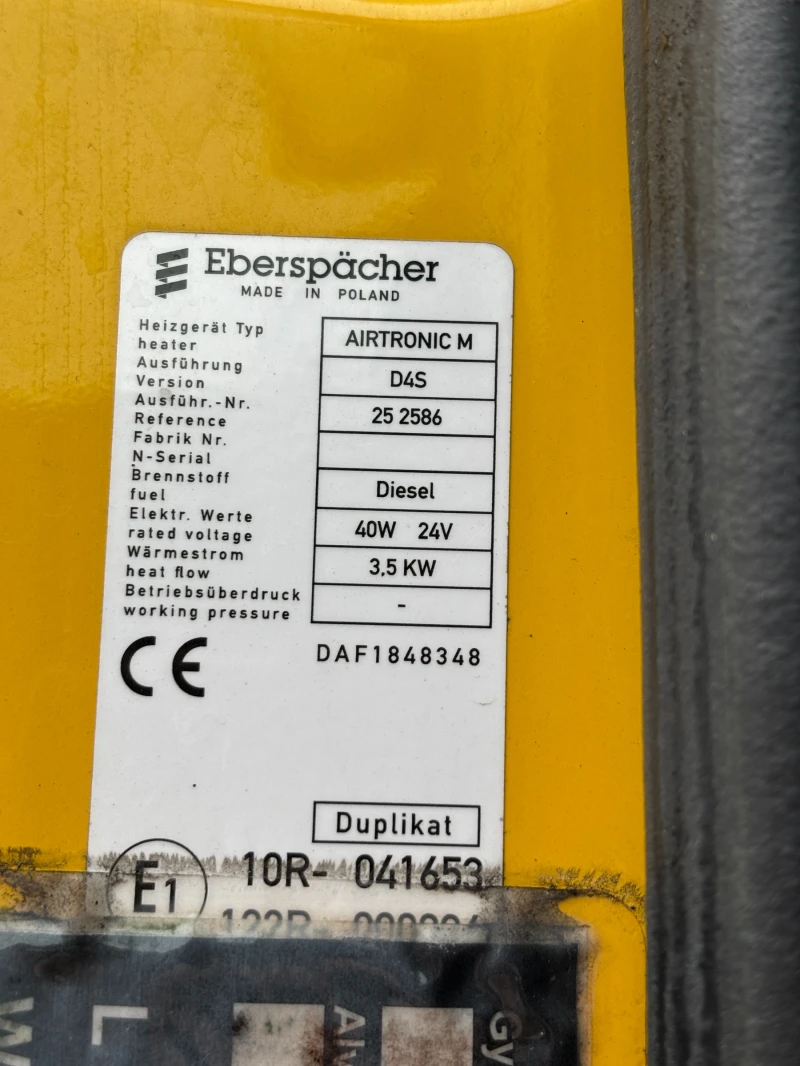 Eberspächer
MADE IN POLAND
Heizgerät Typ
heater
AIRTRONIC M
Ausführung
Version
D4S
Ausführ.-Nr.
Reference
25 2586
Fabrik Nr.
N-Serial
Brennstoff
fuel
Diesel
Elektr. Werte
rated voltage
40W 24V
Wärmestrom
heat flow
3,5 KW
Betriebsüberdruck
working pressure
-
DAF1848348
CE
Duplikat
E1
10R- 041653
122R-
L